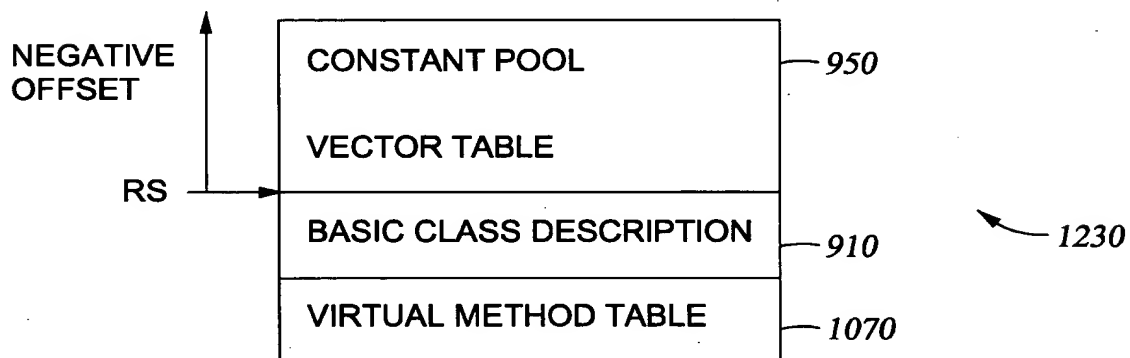 NEGATIVE
OFFSET
CONSTANT POOL
950
VECTOR TABLE
RS
BASIC CLASS DESCRIPTION
910
1230
VIRTUAL METHOD TABLE
1070